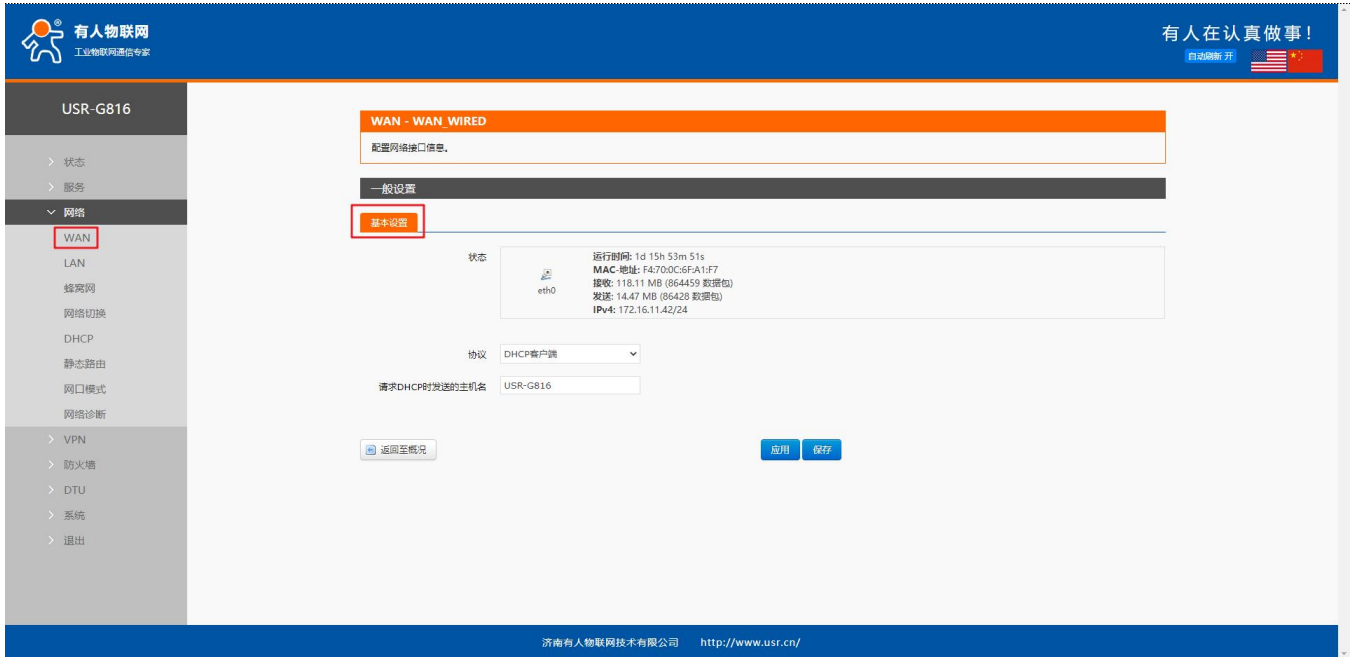 有人物联网
工业物联网通信专家
有人在认真做事!
自动刷新 开
USR-G816
状态
服务
网络
WAN
LAN
蜂窝网
网络切换
DHCP
静态路由
网口模式
网络诊断
VPN
防火墙
DTU
系统
退出
WAN - WAN_WIRED
配置网络接口信息。
一般设置
基本设置
状态
eth0
运行时间: 1d 15h 53m 51s
MAC-地址: F4:70:0C:6F:A1:F7
接收: 118.11 MB (864459 数据包)
发送: 14.47 MB (86428 数据包)
IPv4: 172.16.11.42/24
协议 DHCP客户端
请求DHCP时发送的主机名 USR-G816
返回至概况 应用 保存
济南有人物联网技术有限公司 http://www.usr.cn/